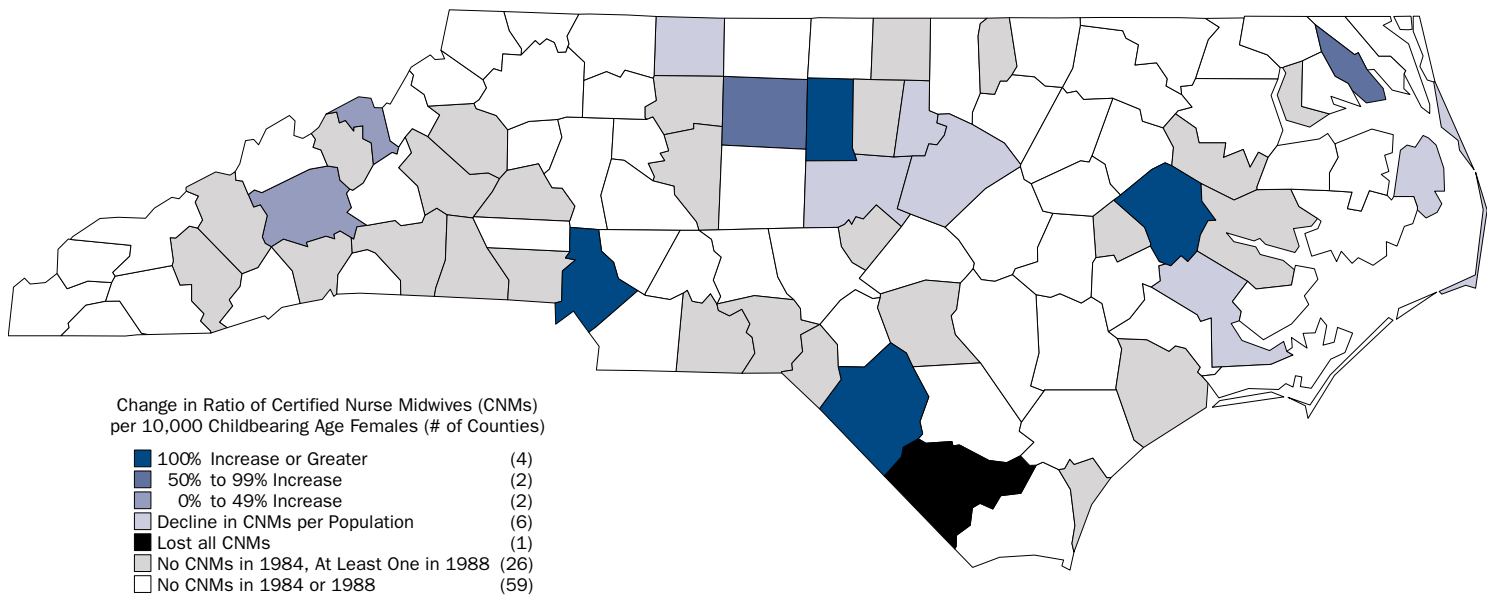 Change in Ratio of Certified Nurse Midwives (CNMs)
per 10,000 Childbearing Age Females (# of Counties)
100% Increase or Greater (4)
50% to 99% Increase (2)
0% to 49% Increase (2)
Decline in CNMs per Population (6)
Lost all CNMs (1)
No CNMs in 1984, At Least One in 1988 (26)
No CNMs in 1984 or 1988 (59)